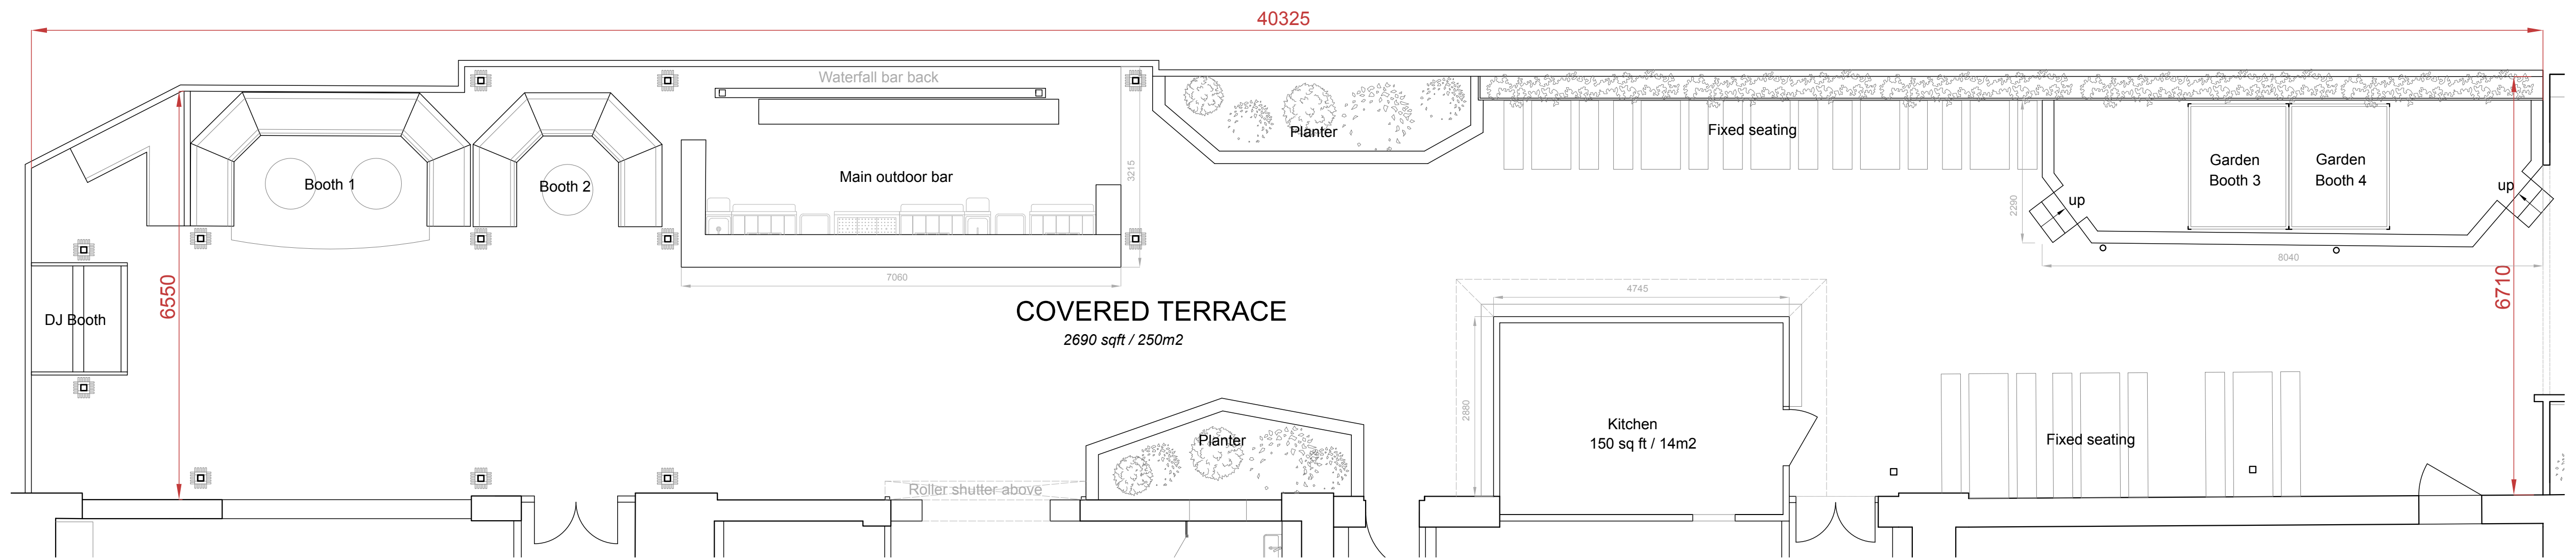 40325
Waterfall bar back
Planter
Fixed seating
Booth 1
Booth 2
Main outdoor bar
3215
Garden
Booth 3
Garden
Booth 4
up
up
2290
6550
7060
8040
6710
4745
DJ Booth
COVERED TERRACE
2690 sqft / 250m2
2880
Kitchen
150 sq ft / 14m2
Planter
Fixed seating
Roller shutter above